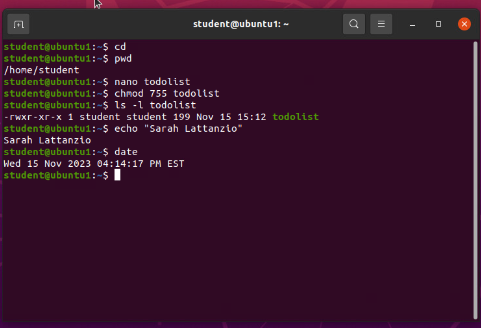 student@ubuntu1: ~
student@ubuntu1:~$ cd
student@ubuntu1:~$ pwd
/home/student
student@ubuntu1:~$ nano todolist
student@ubuntu1:~$ chmod 755 todolist
student@ubuntu1:~$ ls -l todolist
-rwxr-xr-x 1 student student 199 Nov 15 15:12 todolist
student@ubuntu1:~$ echo "Sarah Lattanzio"
Sarah Lattanzio
student@ubuntu1:~$ date
Wed 15 Nov 2023 04:14:17 PM EST
student@ubuntu1:~$